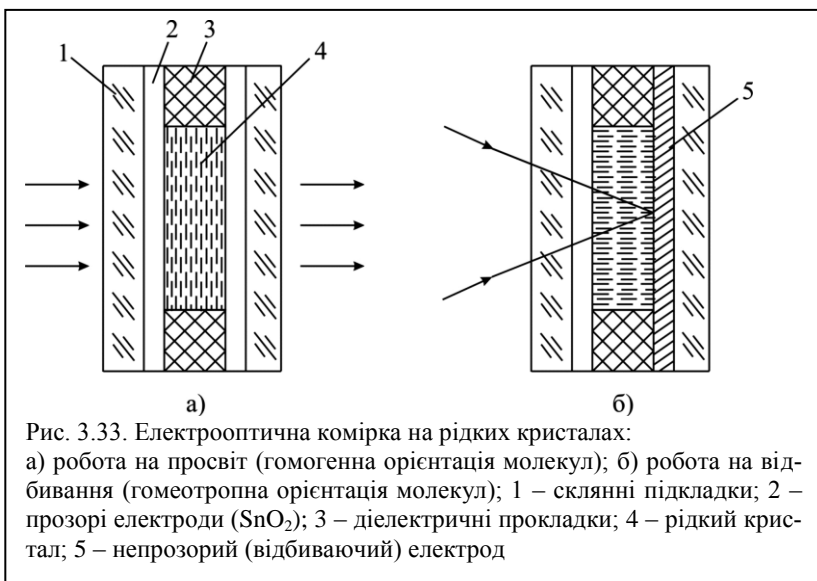 1
2
3
4
5
а)
б)
Рис. 3.33. Електрооптична комірка на рідких кристалах:
а) робота на просвіт (гомогенна орієнтація молекул); б) робота на від-
бивання (гомеотропна орієнтація молекул); 1 – склянні підкладки; 2 –
прозорі електроди (SnO₂); 3 – діелектричні прокладки; 4 – рідкий крис-
тал; 5 – непрозорий (відбиваючий) електрод